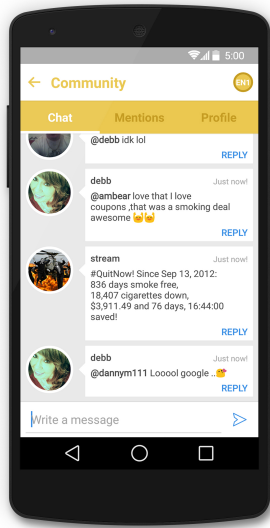 5:00
Community
ENT
Chat Mentions Profile
@debb idk lol
REPLY
debb Just now!
@ambear love that I love
coupons ,that was a smoking deal
awesome
REPLY
stream Just now!
#QuitNow! Since Sep 13, 2012:
836 days smoke free,
18,407 cigarettes down,
$3,911.49 and 76 days, 16:44:00
saved!
REPLY
debb Just now!
@dannym111 Looool google ..
REPLY
Write a message